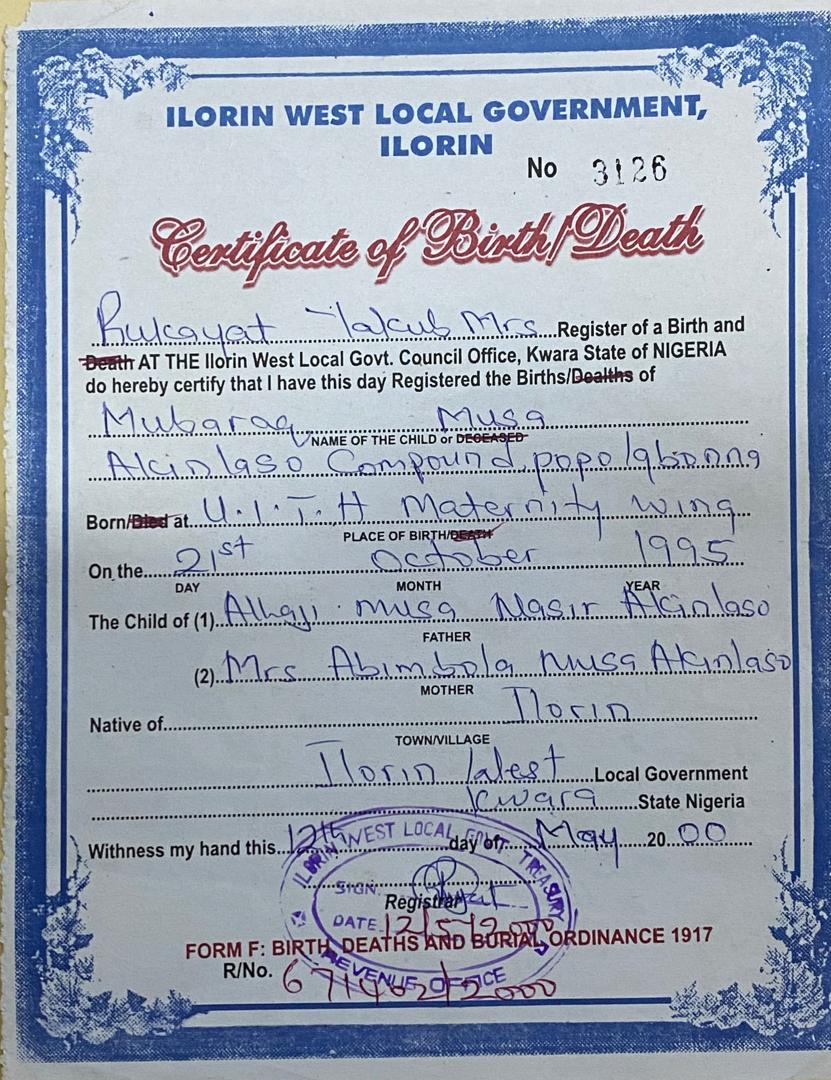 ILORIN WEST LOCAL GOVERNMENT,
ILORIN
No 3126
Certificate of Birth/Death
Rukayat Yakub Mrs Register of a Birth and
Death AT THE Ilorin West Local Govt. Council Office, Kwara State of NIGERIA
do hereby certify that I have this day Registered the Births/Dealths of
Mubaraq Musa
NAME OF THE CHILD or DECEASED
Akinlaso Compound, popo Igbonna
Born/Died at. U.I.T.H Maternity wing
PLACE OF BIRTH/DEATH
On the 21st October 1995
DAY MONTH YEAR
The Child of (1) Alhaji. musa Nasir Akinlaso
FATHER
(2) Mrs Abimbola musa Akinlaso
MOTHER
Native of Ilorin
TOWN/VILLAGE
Ilorin West Local Government
Kwara State Nigeria
Witness my hand this 12th day of May 2000
ILORIN WEST LOCAL GOVT. TREASURY
SIGN.
Registrar
DATE 12/5/2000
FORM F: BIRTH, DEATHS AND BURIAL ORDINANCE 1917
REVENUE OFFICE
R/No.